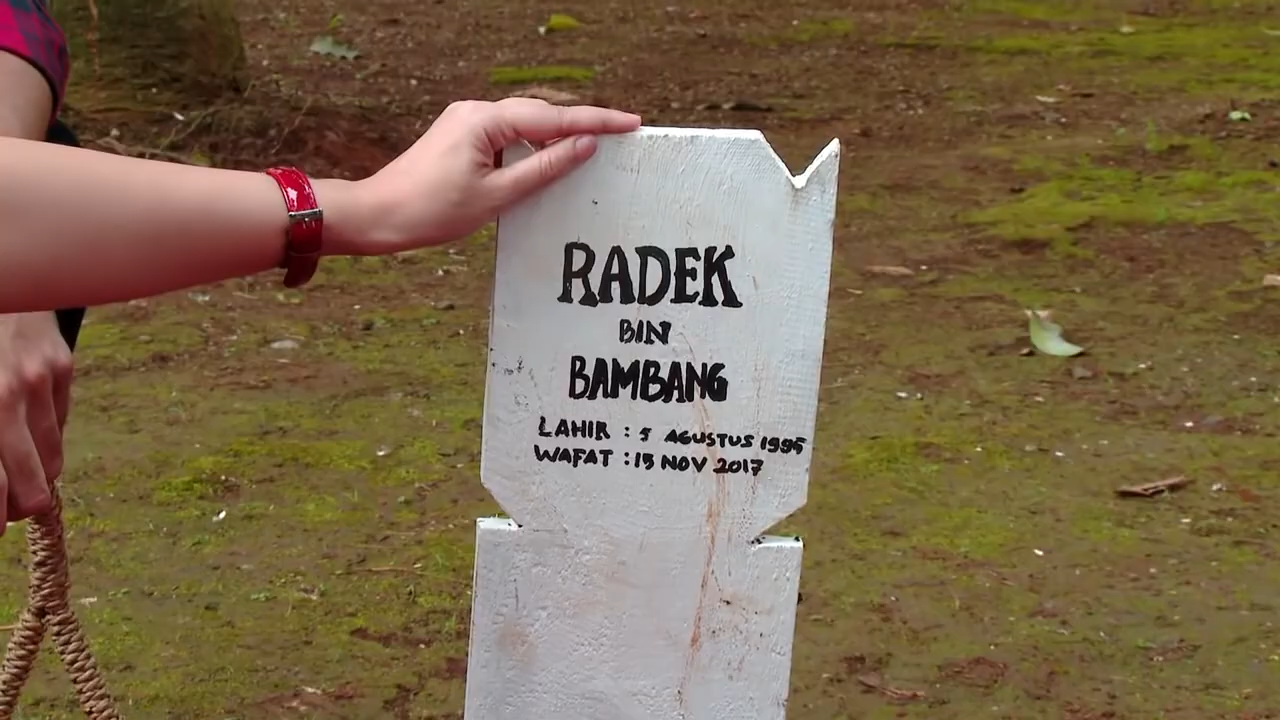 RADEK
BIN
BAMBANG
LAHIR : 5 AGUSTUS 1995
WAFAT : 15 NOV 2017